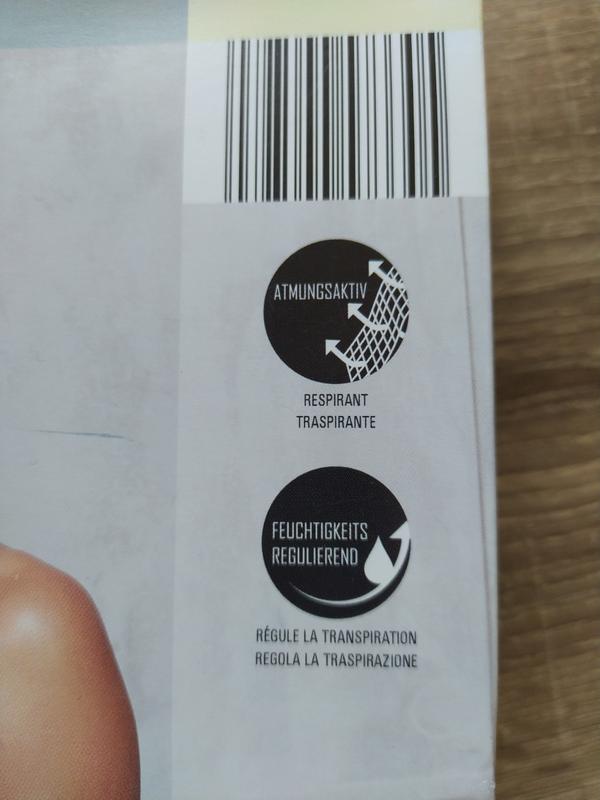 ATMUNGSAKTIV
RESPIRANT
TRASPIRANTE
FEUCHTIGKEITS
REGULIEREND
RÉGULE LA TRANSPIRATION
REGOLA LA TRASPIRAZIONE